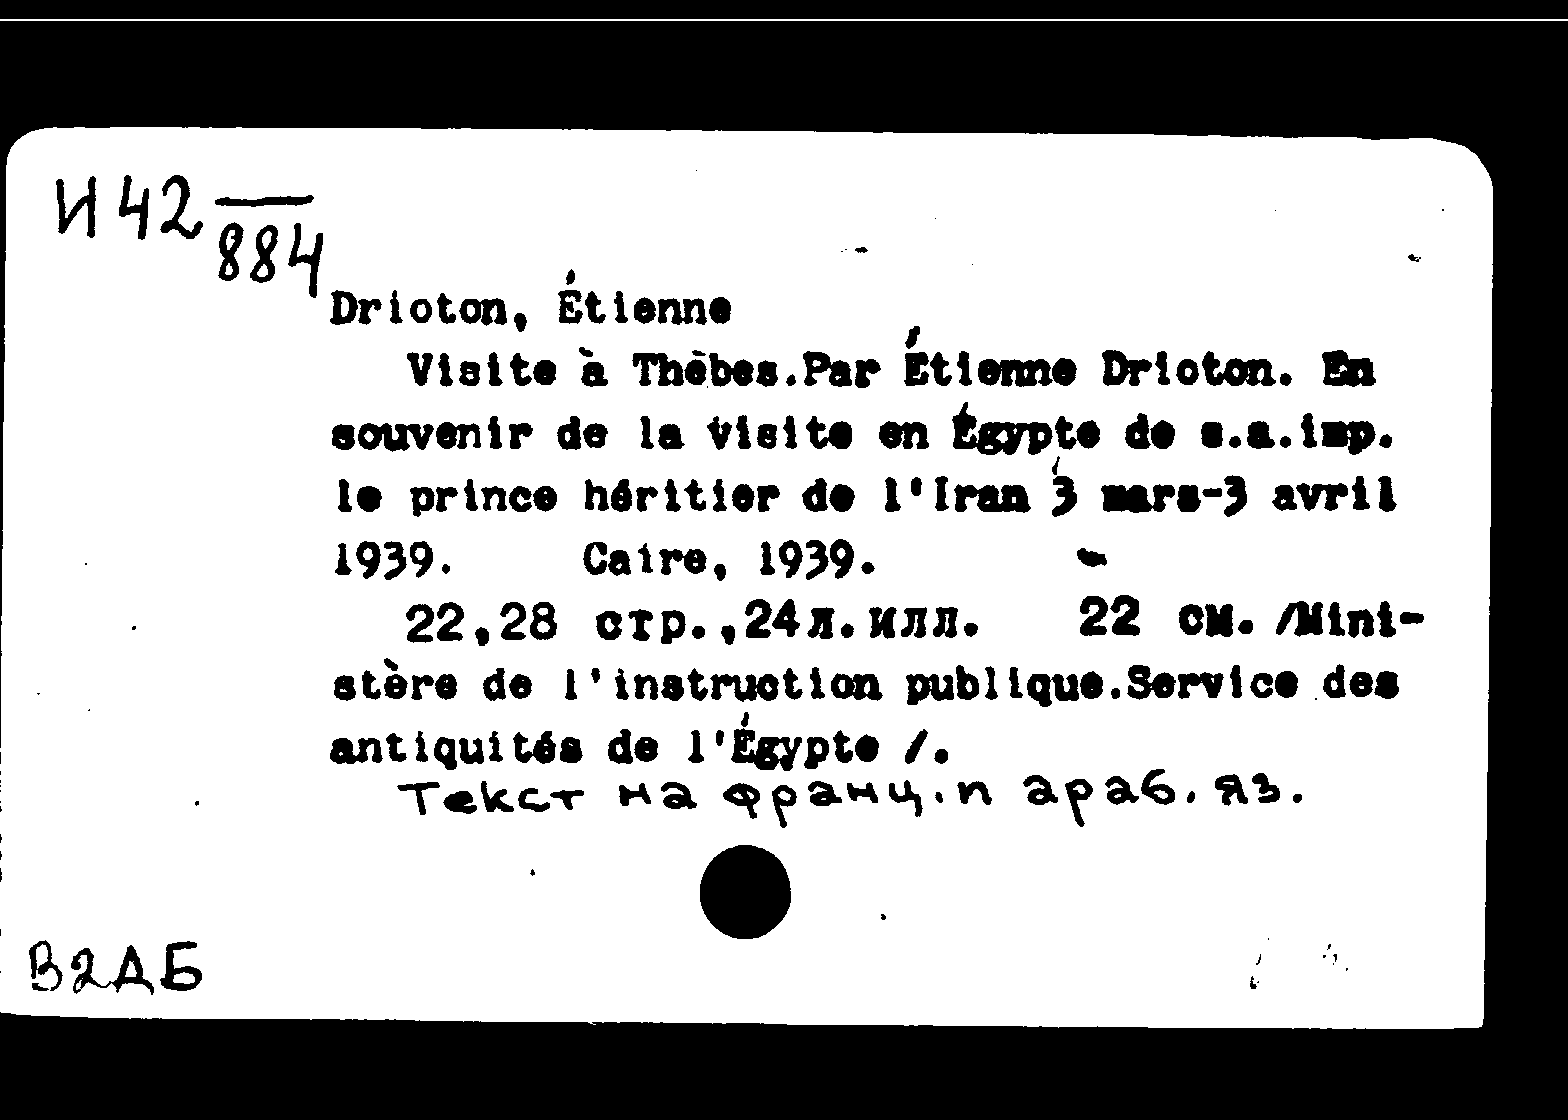 И 42 —
884
Drioton, Étienne
Visite à Thèbes.Par Étienne Drioton. En
souvenir de la visite en Égypte de s.a.imp.
le prince héritier de l'Iran 3 mars-3 avril
1939. Caire, 1939.
22,28 стр.,24л.илл. 22 см. /Mini-
stère de l'instruction publique.Service des
antiquités de l'Égypte /.
Текст на франц. и араб. яз.
В2ДБ